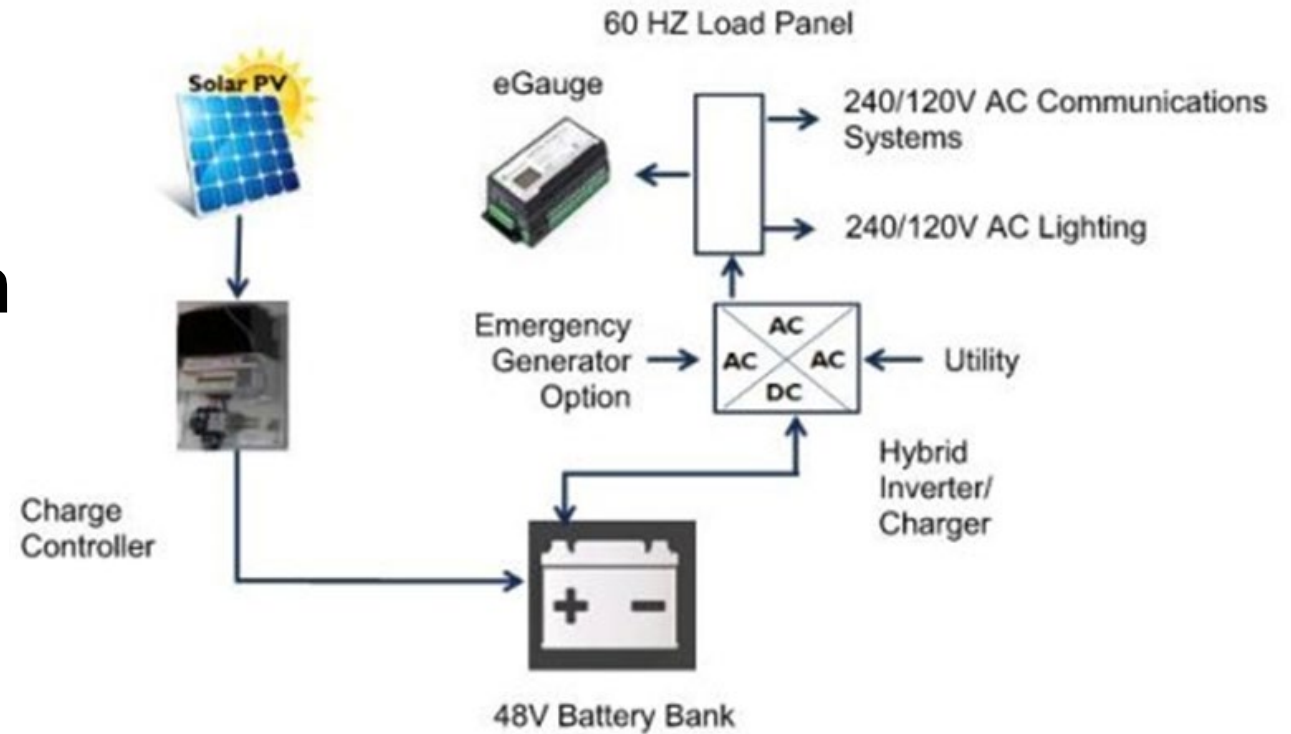 60 HZ Load Panel
Solar PV
eGauge
240/120V AC Communications
Systems
240/120V AC Lighting
n
Emergency
Generator
Option
AC
AC
AC
DC
Utility
Hybrid
Inverter/
Charger
Charge
Controller
+ −
48V Battery Bank